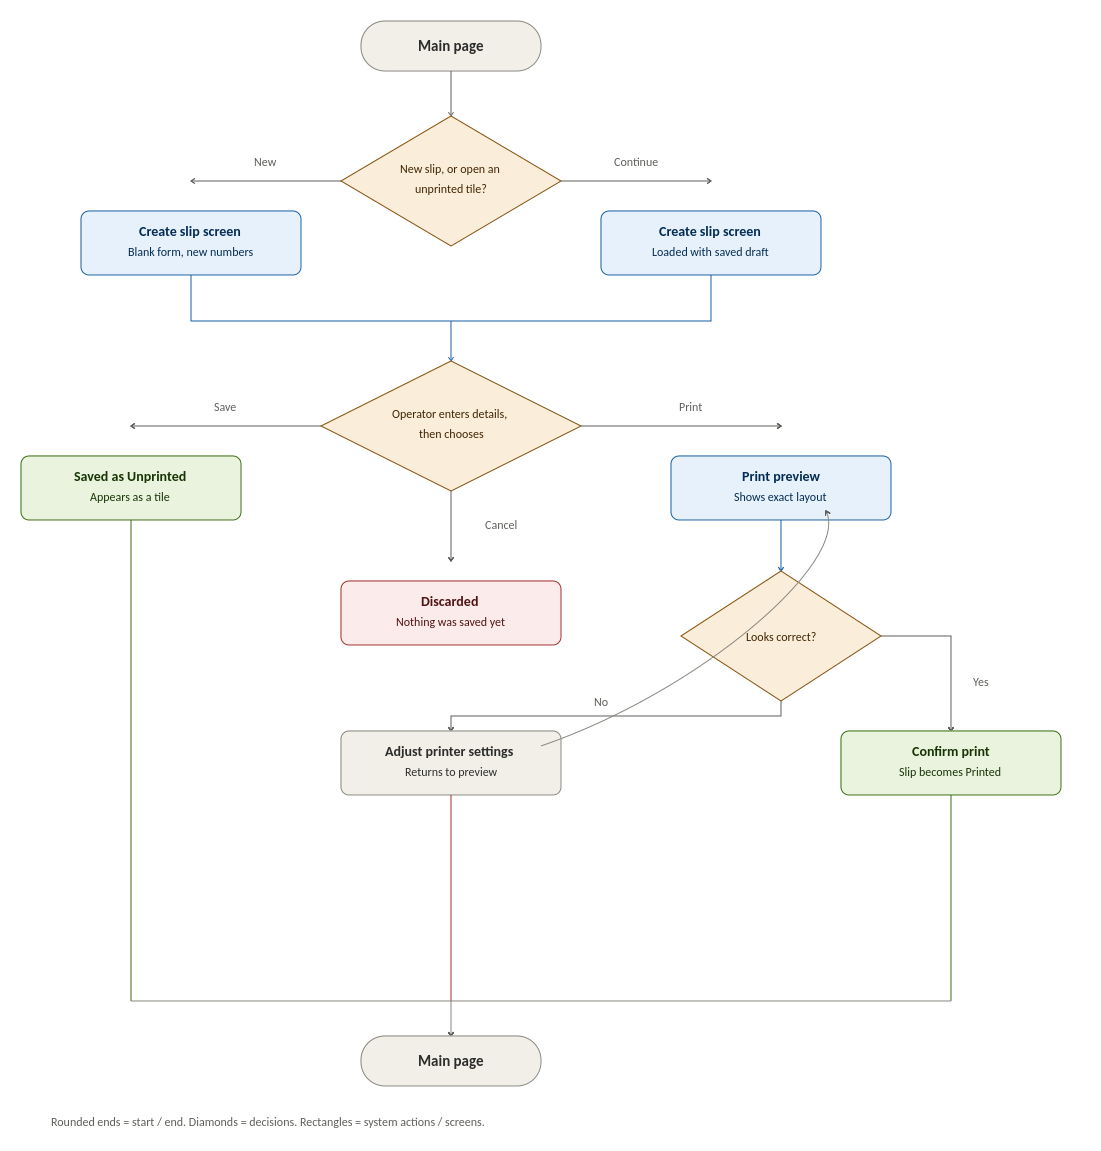 Main page
New slip, or open an
unprinted tile?
New
Continue
Create slip screen
Blank form, new numbers
Create slip screen
Loaded with saved draft
Operator enters details,
then chooses
Save
Print
Saved as Unprinted
Appears as a tile
Print preview
Shows exact layout
Cancel
Discarded
Nothing was saved yet
Looks correct?
Yes
No
Adjust printer settings
Returns to preview
Confirm print
Slip becomes Printed
Main page
Rounded ends = start / end. Diamonds = decisions. Rectangles = system actions / screens.